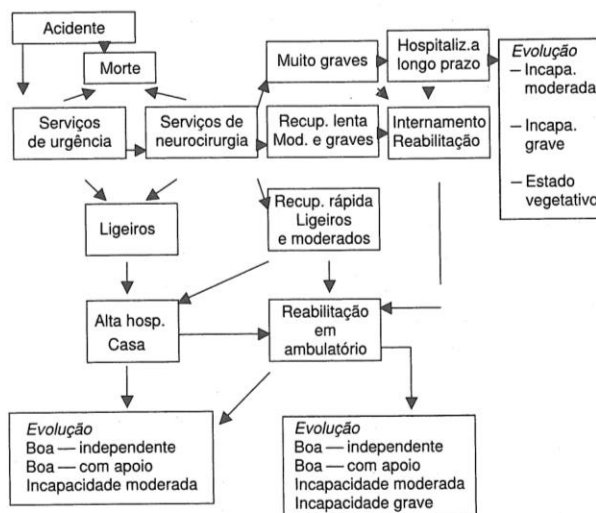 Acidente
Morte
Serviços
de urgência
Serviços de
neurocirurgia
Muito graves
Hospitaliz.a
longo prazo
Recup. lenta
Mod. e graves
Internamento
Reabilitação
Evolução
— Incapa.
moderada
— Incapa.
grave
— Estado
vegetativo
Ligeiros
Recup. rápida
Ligeiros
e moderados
Alta hosp.
Casa
Reabilitação
em
ambulatório
Evolução
Boa — independente
Boa — com apoio
Incapacidade moderada
Evolução
Boa — independente
Boa — com apoio
Incapacidade moderada
Incapacidade grave